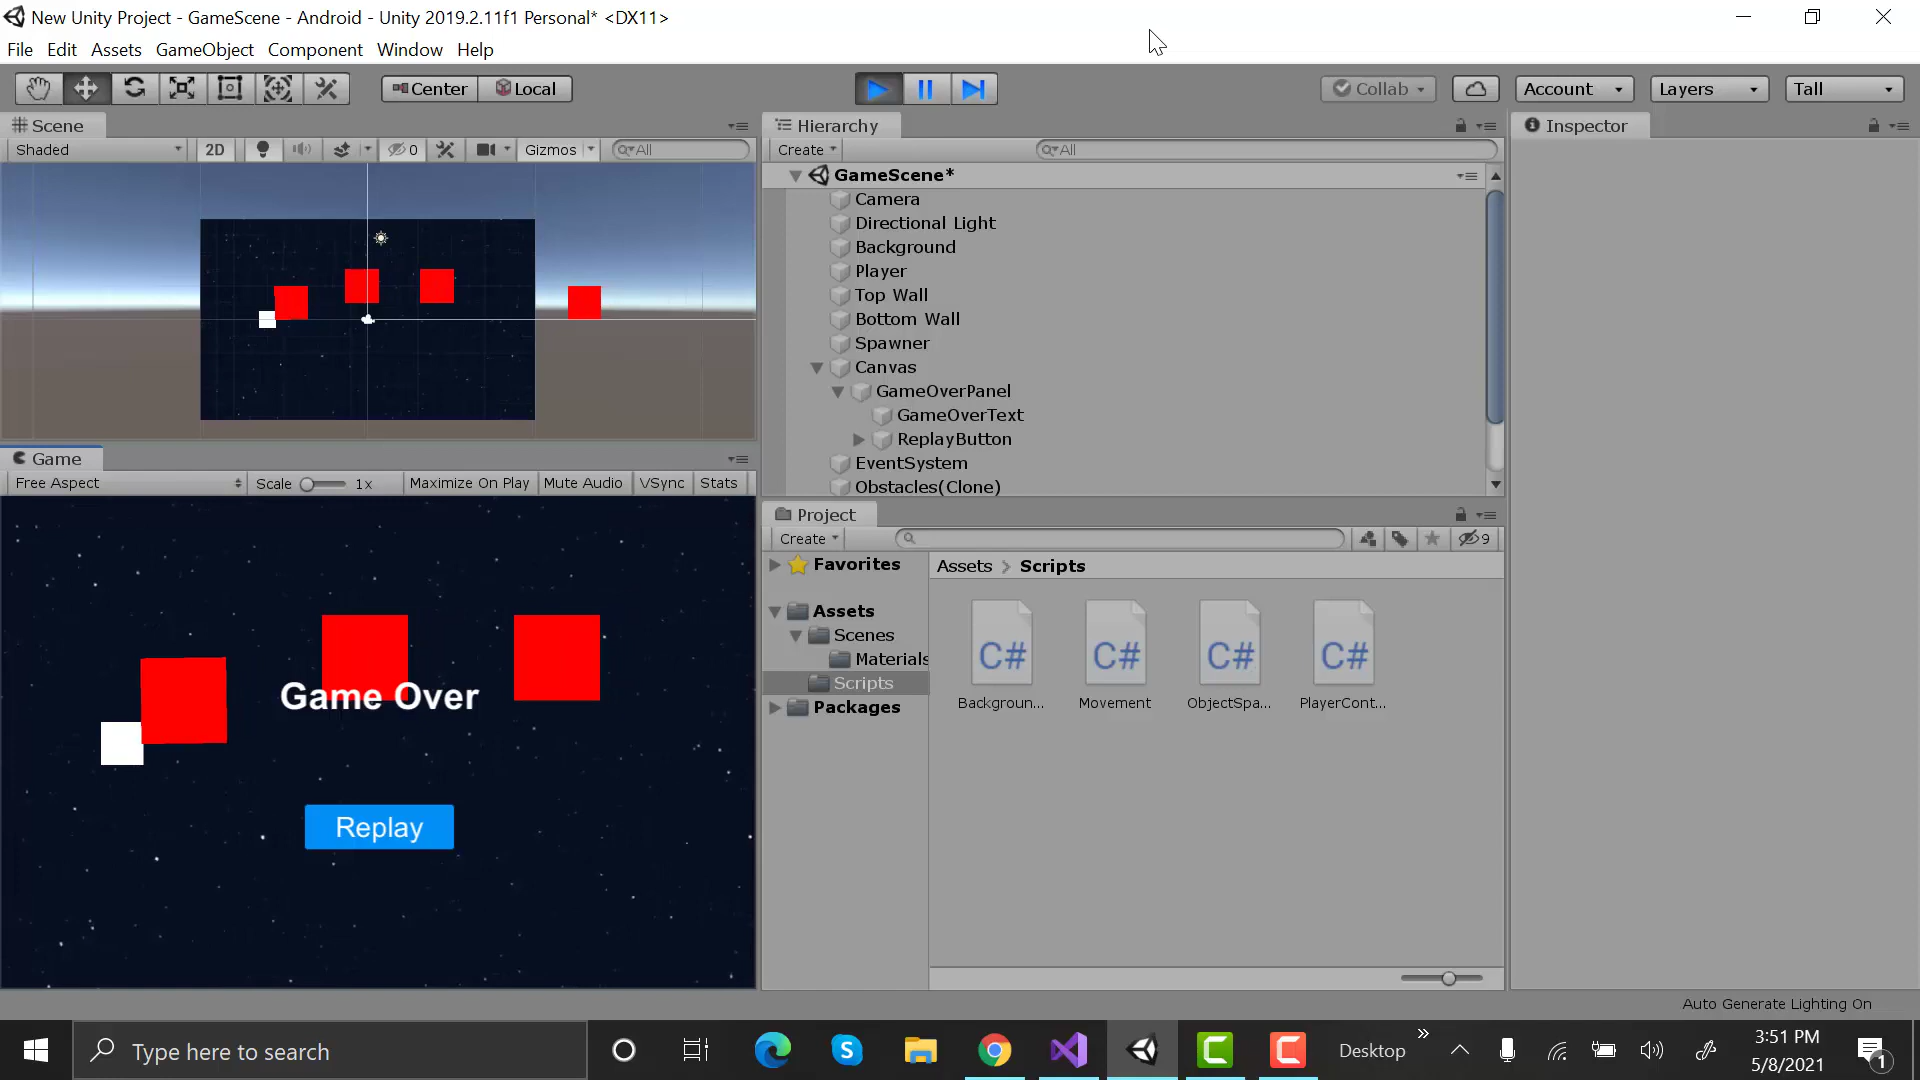 New Unity Project - GameScene - Android - Unity 2019.2.11f1 Personal* <DX11>
File Edit Assets GameObject Component Window Help
Center Local Collab Account Layers Tall
Scene
Shaded 2D 0 Gizmos All
Hierarchy
Create All
GameScene*
Camera
Directional Light
Background
Player
Top Wall
Bottom Wall
Spawner
Canvas
GameOverPanel
GameOverText
ReplayButton
EventSystem
Obstacles(Clone)
Inspector
Game
Free Aspect Scale 1x Maximize On Play Mute Audio VSync Stats
Game Over
Replay
Project
Create 9
Favorites
Assets
Scenes
Materials
Scripts
Packages
Assets > Scripts
C# C# C# C#
Backgroun... Movement ObjectSpa... PlayerCont...
Auto Generate Lighting On
Type here to search
Desktop
3:51 PM
5/8/2021
1